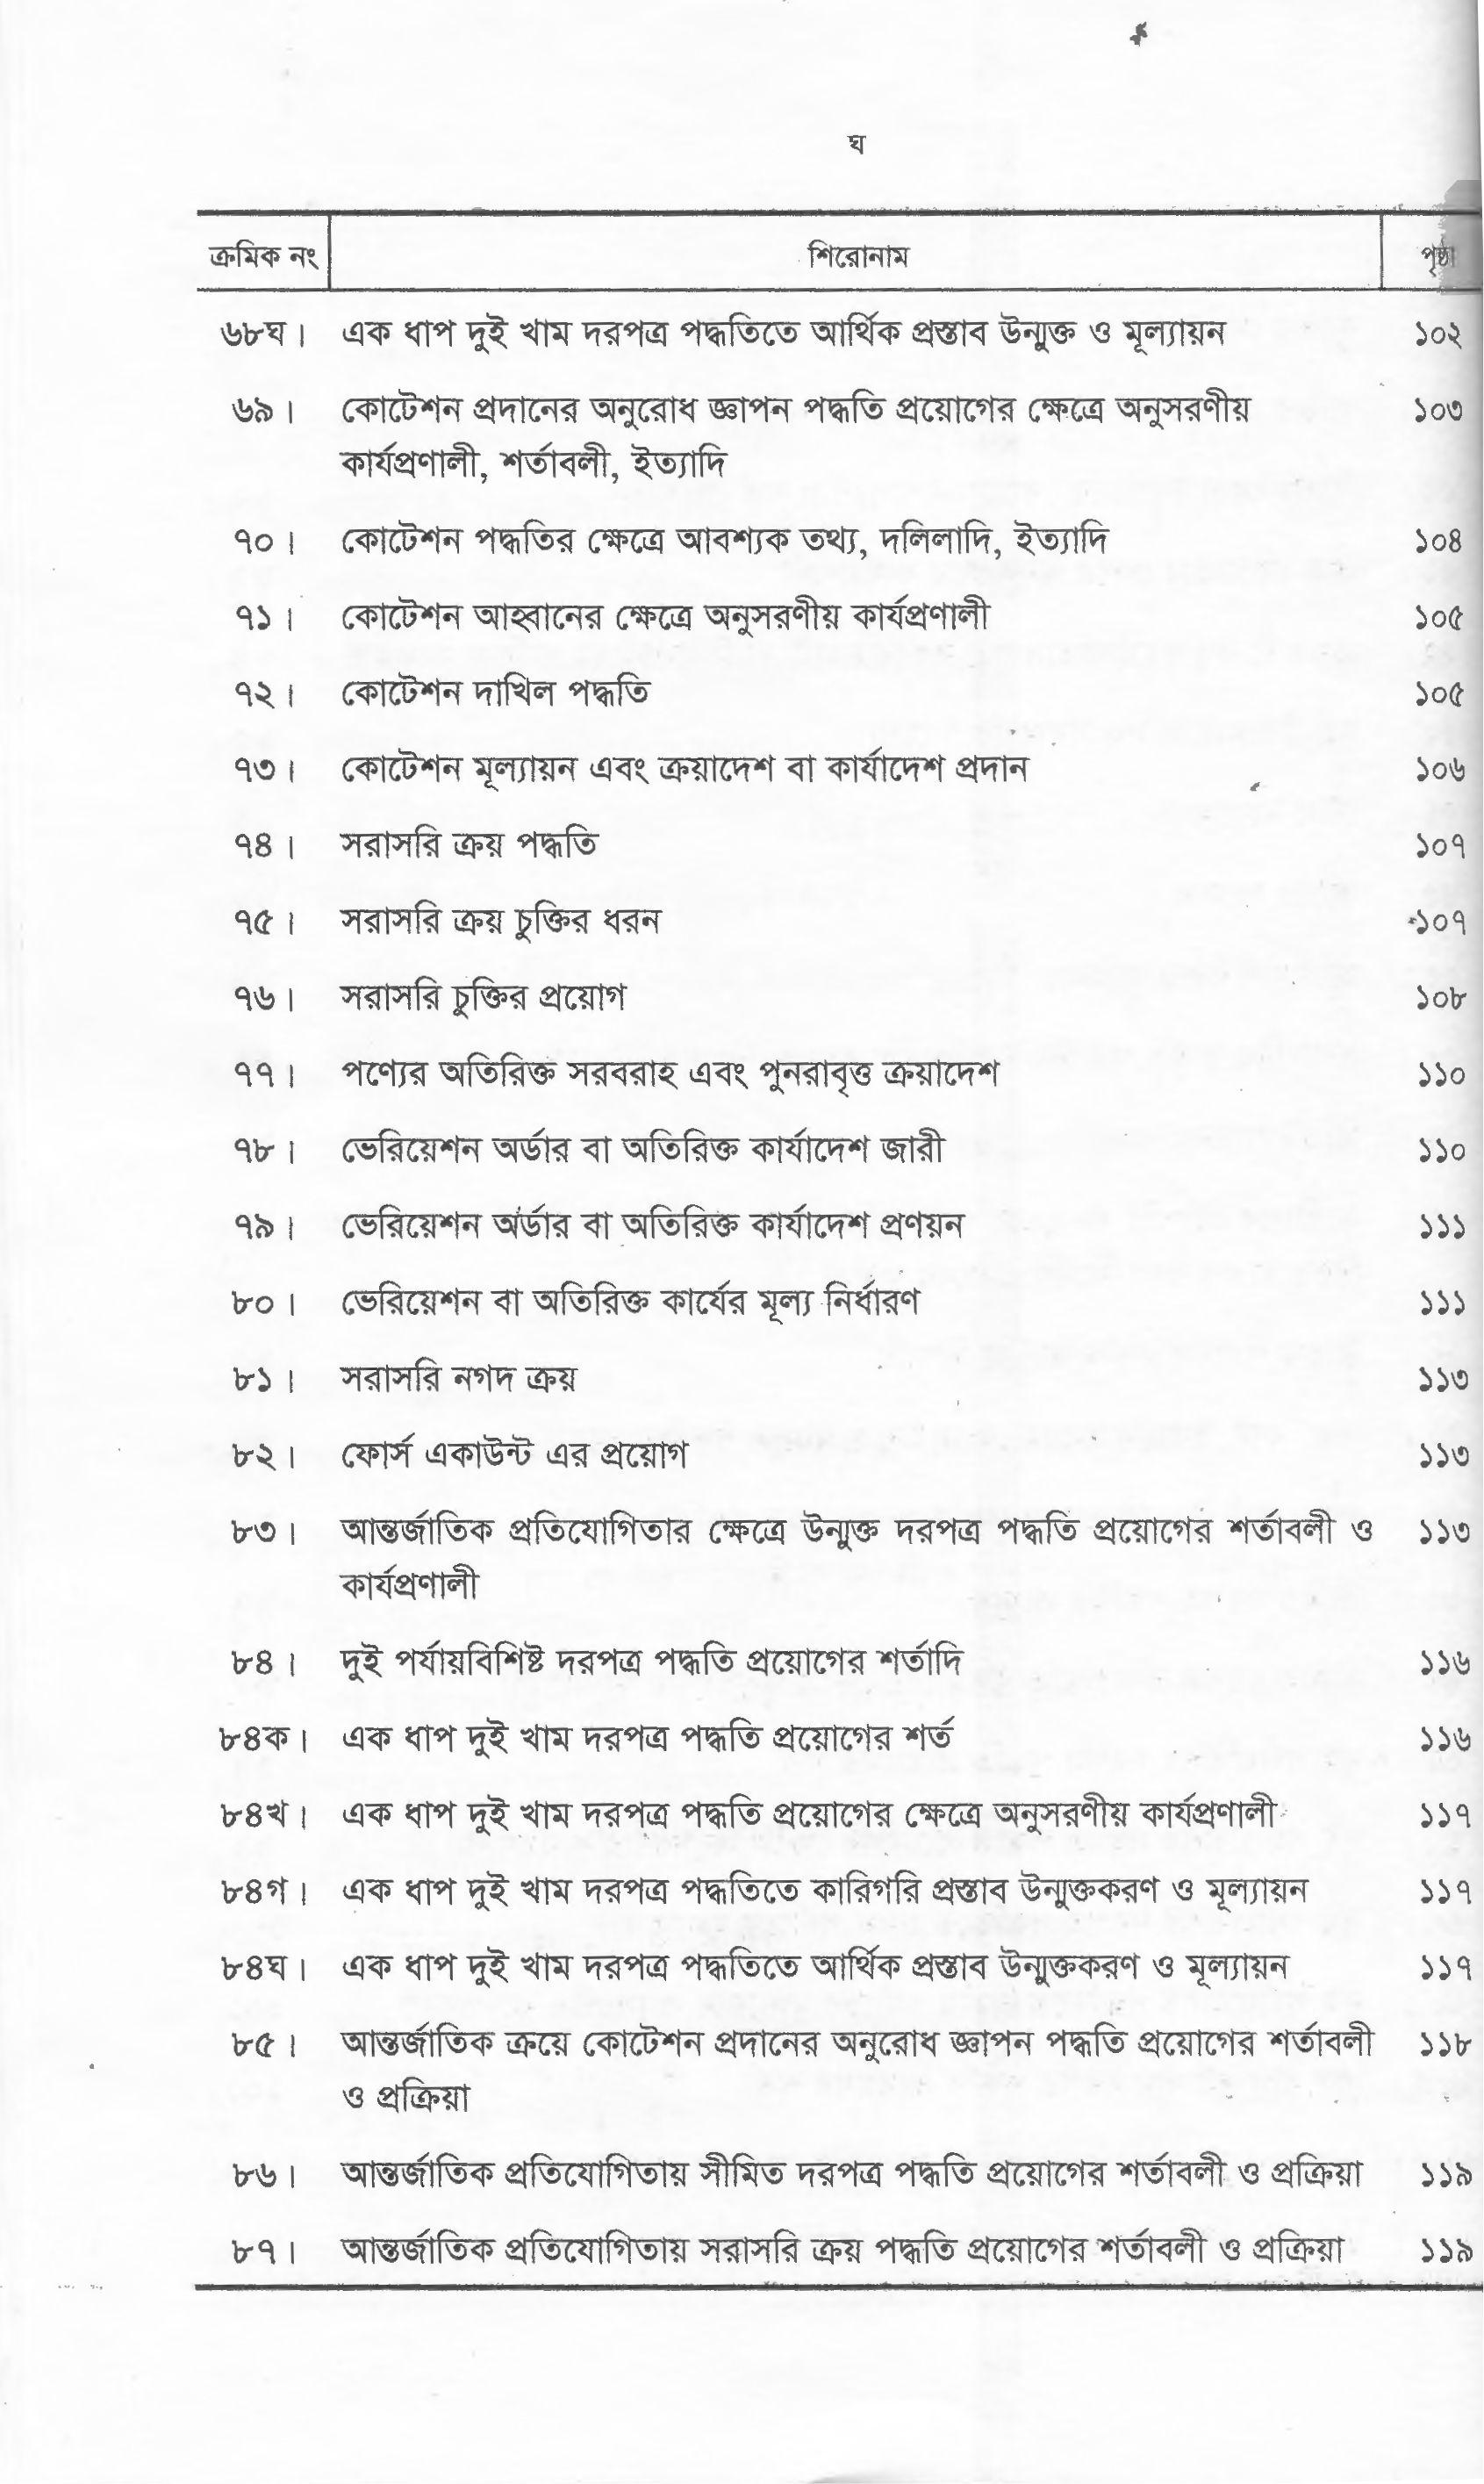 ঘ
ক্রমিক নং শিরোনাম পৃষ্ঠা
৬৮ঘ। এক ধাপ দুই খাম দরপত্র পদ্ধতিতে আর্থিক প্রস্তাব উন্মুক্ত ও মূল্যায়ন ১০২
৬৯। কোটেশন প্রদানের অনুরোধ জ্ঞাপন পদ্ধতি প্রয়োগের ক্ষেত্রে অনুসরণীয় ১০৩
কার্যপ্রণালী, শর্তাবলী, ইত্যাদি
৭০। কোটেশন পদ্ধতির ক্ষেত্রে আবশ্যক তথ্য, দলিলাদি, ইত্যাদি ১০৪
৭১। কোটেশন আহ্বানের ক্ষেত্রে অনুসরণীয় কার্যপ্রণালী ১০৫
৭২। কোটেশন দাখিল পদ্ধতি ১০৫
৭৩। কোটেশন মূল্যায়ন এবং ক্রয়াদেশ বা কার্যাদেশ প্রদান ১০৬
৭৪। সরাসরি ক্রয় পদ্ধতি ১০৭
৭৫। সরাসরি ক্রয় চুক্তির ধরন ১০৭
৭৬। সরাসরি চুক্তির প্রয়োগ ১০৮
৭৭। পণ্যের অতিরিক্ত সরবরাহ এবং পুনরাবৃত্ত ক্রয়াদেশ ১১০
৭৮। ভেরিয়েশন অর্ডার বা অতিরিক্ত কার্যাদেশ জারী ১১০
৭৯। ভেরিয়েশন অর্ডার বা অতিরিক্ত কার্যাদেশ প্রণয়ন ১১১
৮০। ভেরিয়েশন বা অতিরিক্ত কার্যের মূল্য নির্ধারণ ১১১
৮১। সরাসরি নগদ ক্রয় ১১৩
৮২। ফোর্স একাউন্ট এর প্রয়োগ ১১৩
৮৩। আন্তর্জাতিক প্রতিযোগিতার ক্ষেত্রে উন্মুক্ত দরপত্র পদ্ধতি প্রয়োগের শর্তাবলী ও ১১৩
কার্যপ্রণালী
৮৪। দুই পর্যায়বিশিষ্ট দরপত্র পদ্ধতি প্রয়োগের শর্তাদি ১১৬
৮৪ক। এক ধাপ দুই খাম দরপত্র পদ্ধতি প্রয়োগের শর্ত ১১৬
৮৪খ। এক ধাপ দুই খাম দরপত্র পদ্ধতি প্রয়োগের ক্ষেত্রে অনুসরণীয় কার্যপ্রণালী ১১৭
৮৪গ। এক ধাপ দুই খাম দরপত্র পদ্ধতিতে কারিগরি প্রস্তাব উন্মুক্তকরণ ও মূল্যায়ন ১১৭
৮৪ঘ। এক ধাপ দুই খাম দরপত্র পদ্ধতিতে আর্থিক প্রস্তাব উন্মুক্তকরণ ও মূল্যায়ন ১১৭
৮৫। আন্তর্জাতিক ক্রয়ে কোটেশন প্রদানের অনুরোধ জ্ঞাপন পদ্ধতি প্রয়োগের শর্তাবলী ১১৮
ও প্রক্রিয়া
৮৬। আন্তর্জাতিক প্রতিযোগিতায় সীমিত দরপত্র পদ্ধতি প্রয়োগের শর্তাবলী ও প্রক্রিয়া ১১৯
৮৭। আন্তর্জাতিক প্রতিযোগিতায় সরাসরি ক্রয় পদ্ধতি প্রয়োগের শর্তাবলী ও প্রক্রিয়া ১১৯